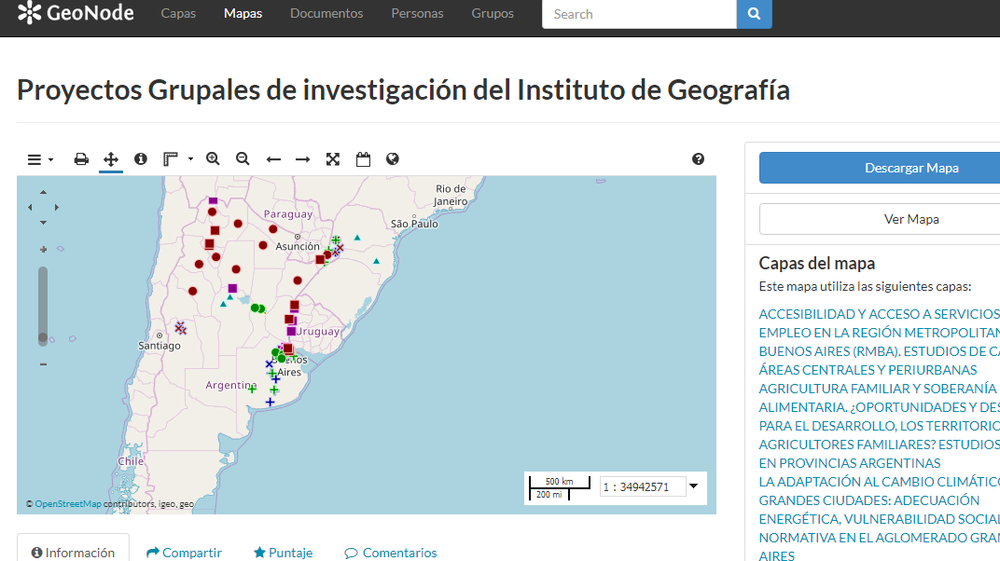 GeoNode
Capas
Mapas
Documentos
Personas
Grupos
Search
Proyectos Grupales de investigación del Instituto de Geografía
Paraguay
Rio de
Janeiro
São Paulo
Asunción
Santiago
Uruguay
Buenos
Aires
Argentina
Chile
500 km
200 mi
1 : 34942571
© OpenStreetMap contributors, igeo, geo
Información
Compartir
Puntaje
Comentarios
Descargar Mapa
Ver Mapa
Capas del mapa
Este mapa utiliza las siguientes capas:
ACCESIBILIDAD Y ACCESO A SERVICIOS
EMPLEO EN LA REGIÓN METROPOLITAN
BUENOS AIRES (RMBA). ESTUDIOS DE CA
ÁREAS CENTRALES Y PERIURBANAS
AGRICULTURA FAMILIAR Y SOBERANÍA
ALIMENTARIA. ¿OPORTUNIDADES Y DES
PARA EL DESARROLLO, LOS TERRITORIO
AGRICULTORES FAMILIARES? ESTUDIOS
EN PROVINCIAS ARGENTINAS
LA ADAPTACIÓN AL CAMBIO CLIMÁTICO
GRANDES CIUDADES: ADECUACIÓN
ENERGÉTICA, VULNERABILIDAD SOCIAL
NORMATIVA EN EL AGLOMERADO GRAN
AIRES